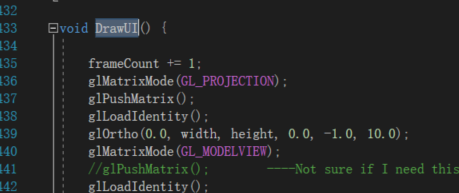 432
433 void DrawUI() {
434
435 frameCount += 1;
436 glMatrixMode(GL_PROJECTION);
437 glPushMatrix();
438 glLoadIdentity();
439 glOrtho(0.0, width, height, 0.0, -1.0, 10.0);
440 glMatrixMode(GL_MODELVIEW);
441 //glPushMatrix();        ----Not sure if I need this
442 glLoadIdentity();